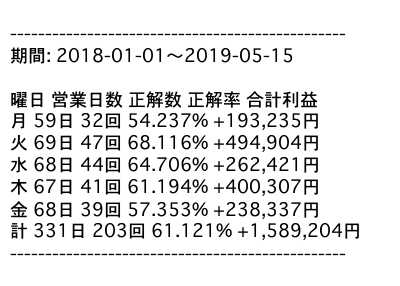 ------------------------------------------------
期間: 2018-01-01〜2019-05-15
曜日 営業日数 正解数 正解率 合計利益
月 59日 32回 54.237% +193,235円
火 69日 47回 68.116% +494,904円
水 68日 44回 64.706% +262,421円
木 67日 41回 61.194% +400,307円
金 68日 39回 57.353% +238,337円
計 331日 203回 61.121% +1,589,204円
------------------------------------------------